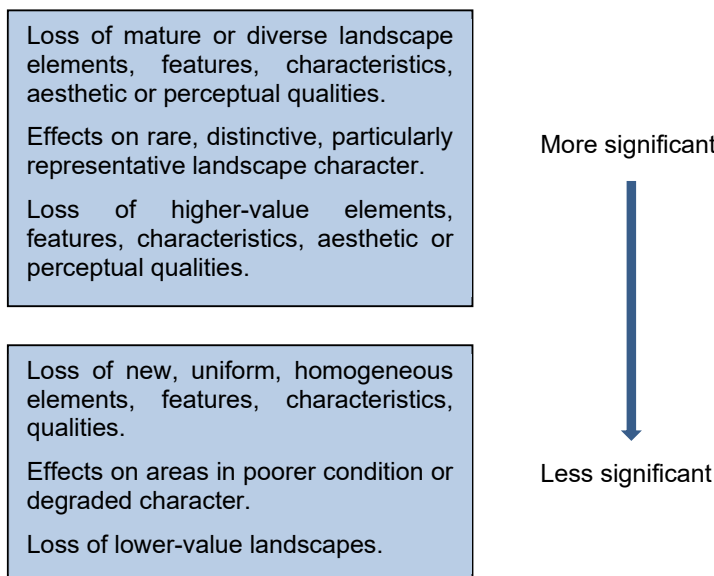 Loss of mature or diverse landscape
elements, features, characteristics,
aesthetic or perceptual qualities.
Effects on rare, distinctive, particularly
representative landscape character.
Loss of higher-value elements,
features, characteristics, aesthetic or
perceptual qualities.
More significant
Loss of new, uniform, homogeneous
elements, features, characteristics,
qualities.
Effects on areas in poorer condition or
degraded character.
Loss of lower-value landscapes.
Less significant